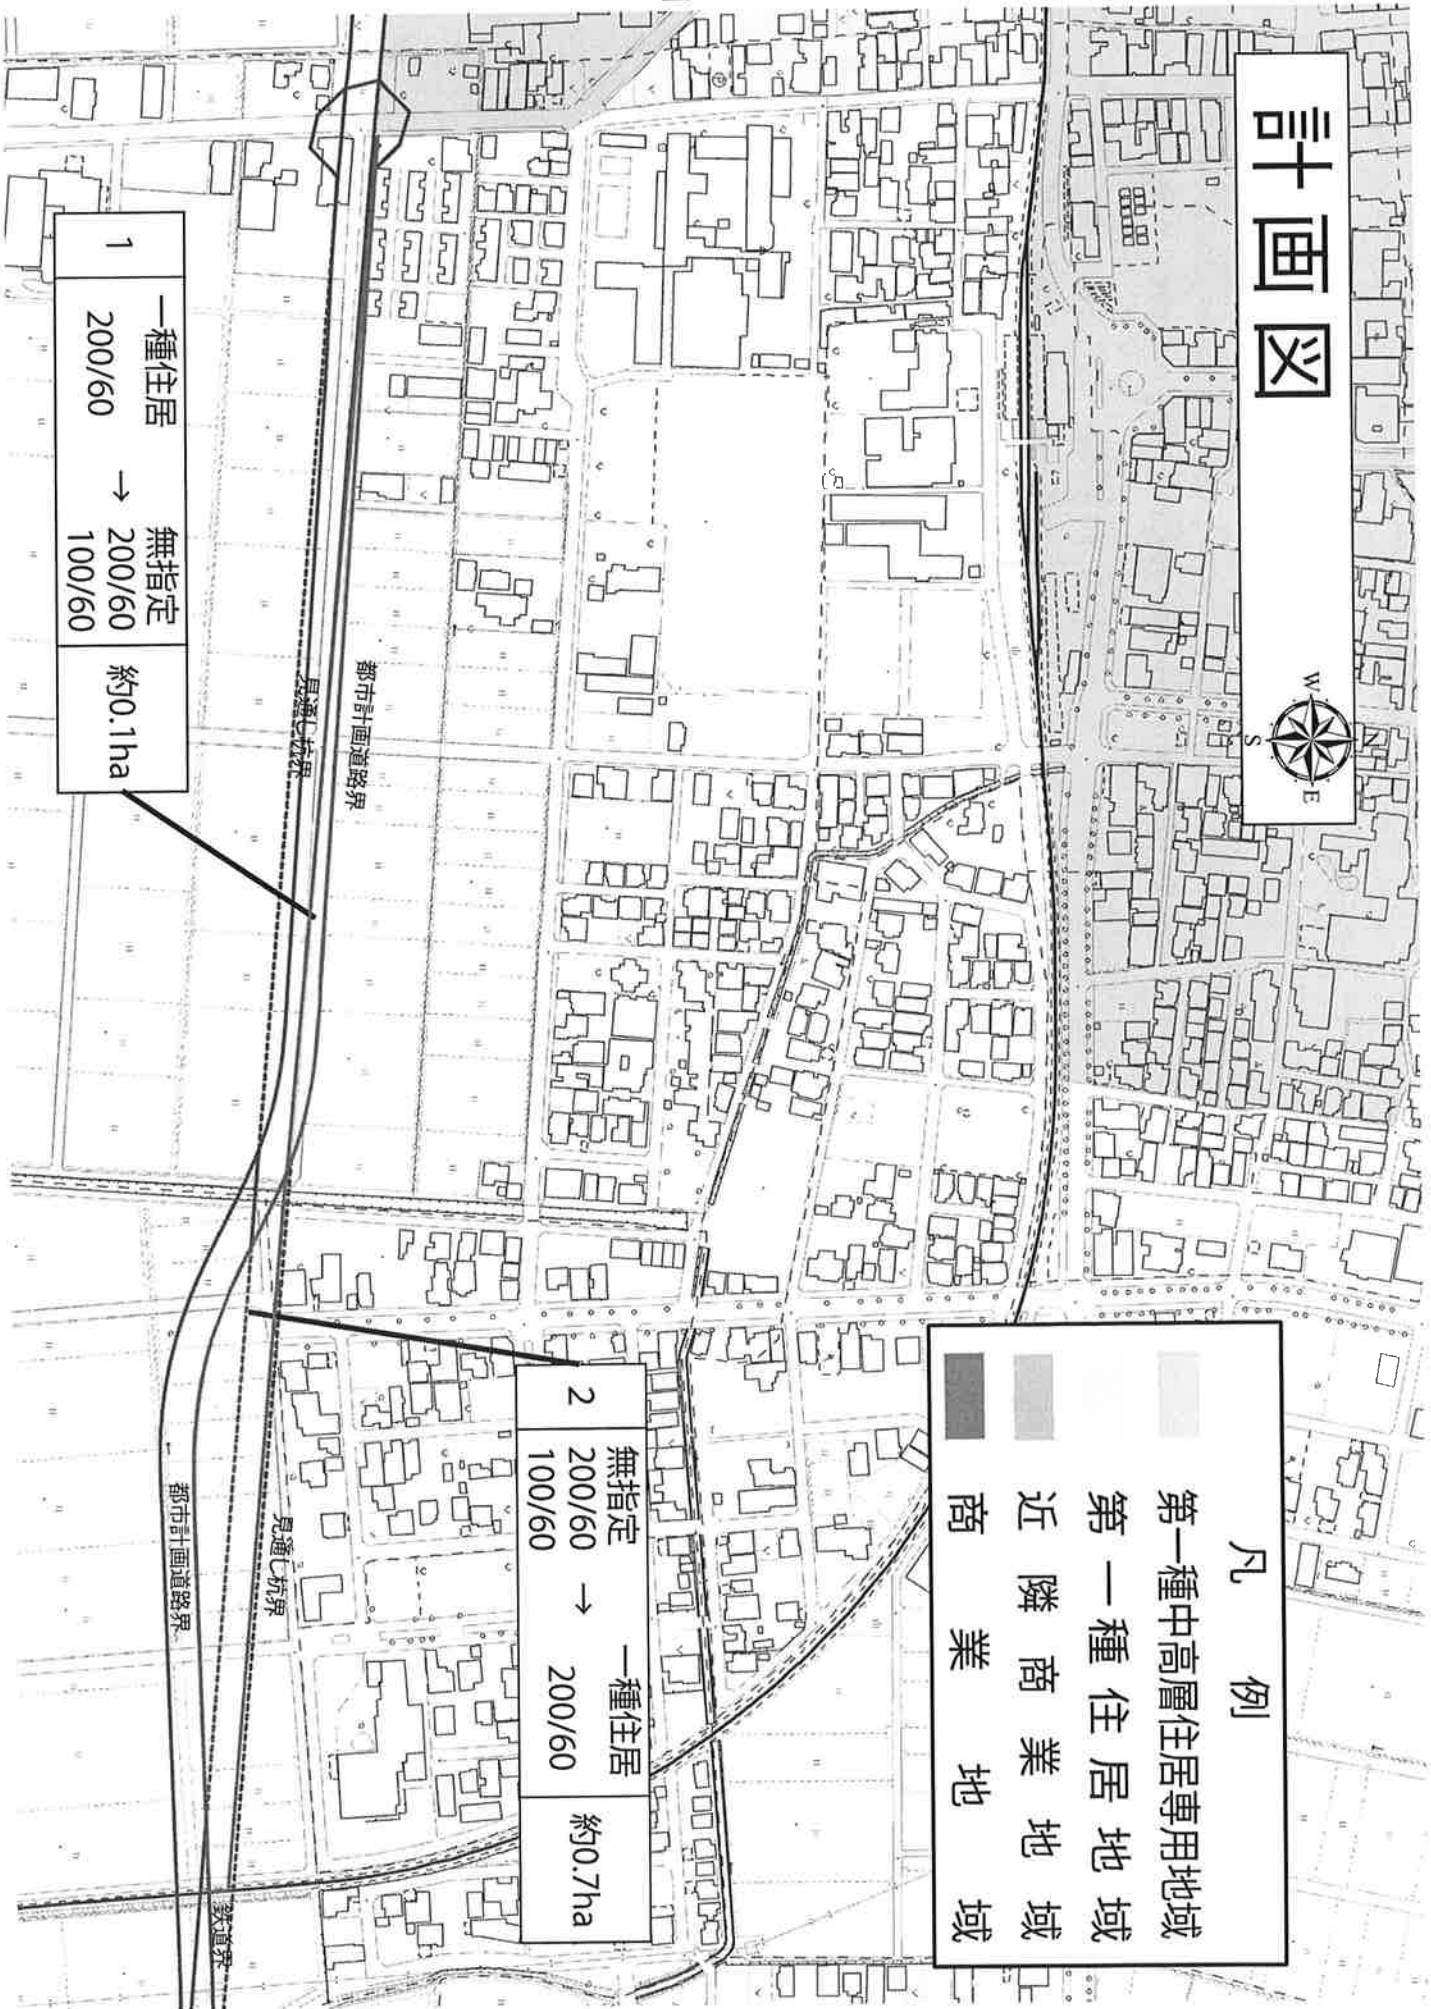 計画図
N
W
E
S
1
一種住居
無指定
200/60
→
200/60
100/60
約0.1ha
都市計画道路界
見通し杭界
2
無指定
一種住居
200/60
→
200/60
100/60
約0.7ha
見通し杭界
都市計画道路界
鉄道界
凡例
第一種中高層住居専用地域
第一種住居地域
近隣商業地域
商業地域